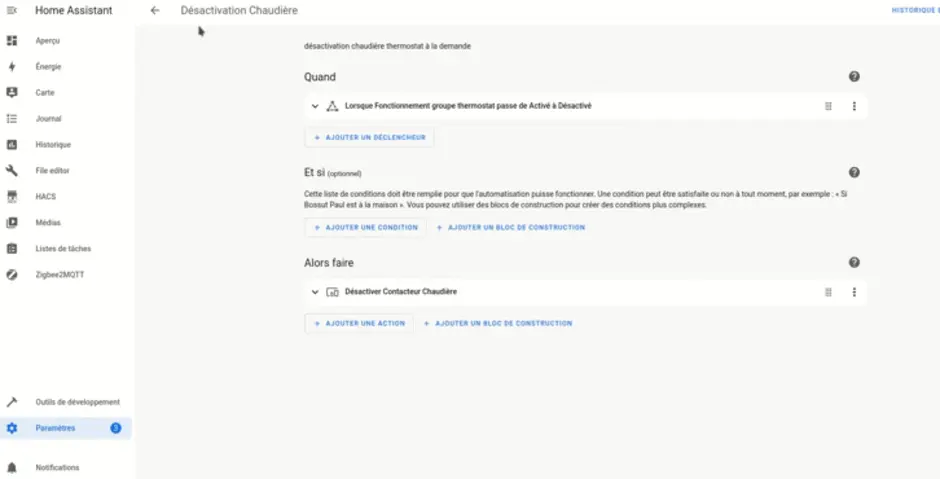 Home Assistant
Désactivation Chaudière
HISTORIQUE
Aperçu
Énergie
Carte
Journal
Historique
File editor
HACS
Médias
Listes de tâches
Zigbee2MQTT
Outils de développement
Paramètres 3
Notifications
désactivation chaudière thermostat à la demande
Quand
Lorsque Fonctionnement groupe thermostat passe de Activé à Désactivé
+ AJOUTER UN DÉCLENCHEUR
Et si (optionnel)
Cette liste de conditions doit être remplie pour que l'automatisation puisse fonctionner. Une condition peut être satisfaite ou non à tout moment, par exemple : « Si
Bossut Paul est à la maison ». Vous pouvez utiliser des blocs de construction pour créer des conditions plus complexes.
+ AJOUTER UNE CONDITION + AJOUTER UN BLOC DE CONSTRUCTION
Alors faire
Désactiver Contacteur Chaudière
+ AJOUTER UNE ACTION + AJOUTER UN BLOC DE CONSTRUCTION